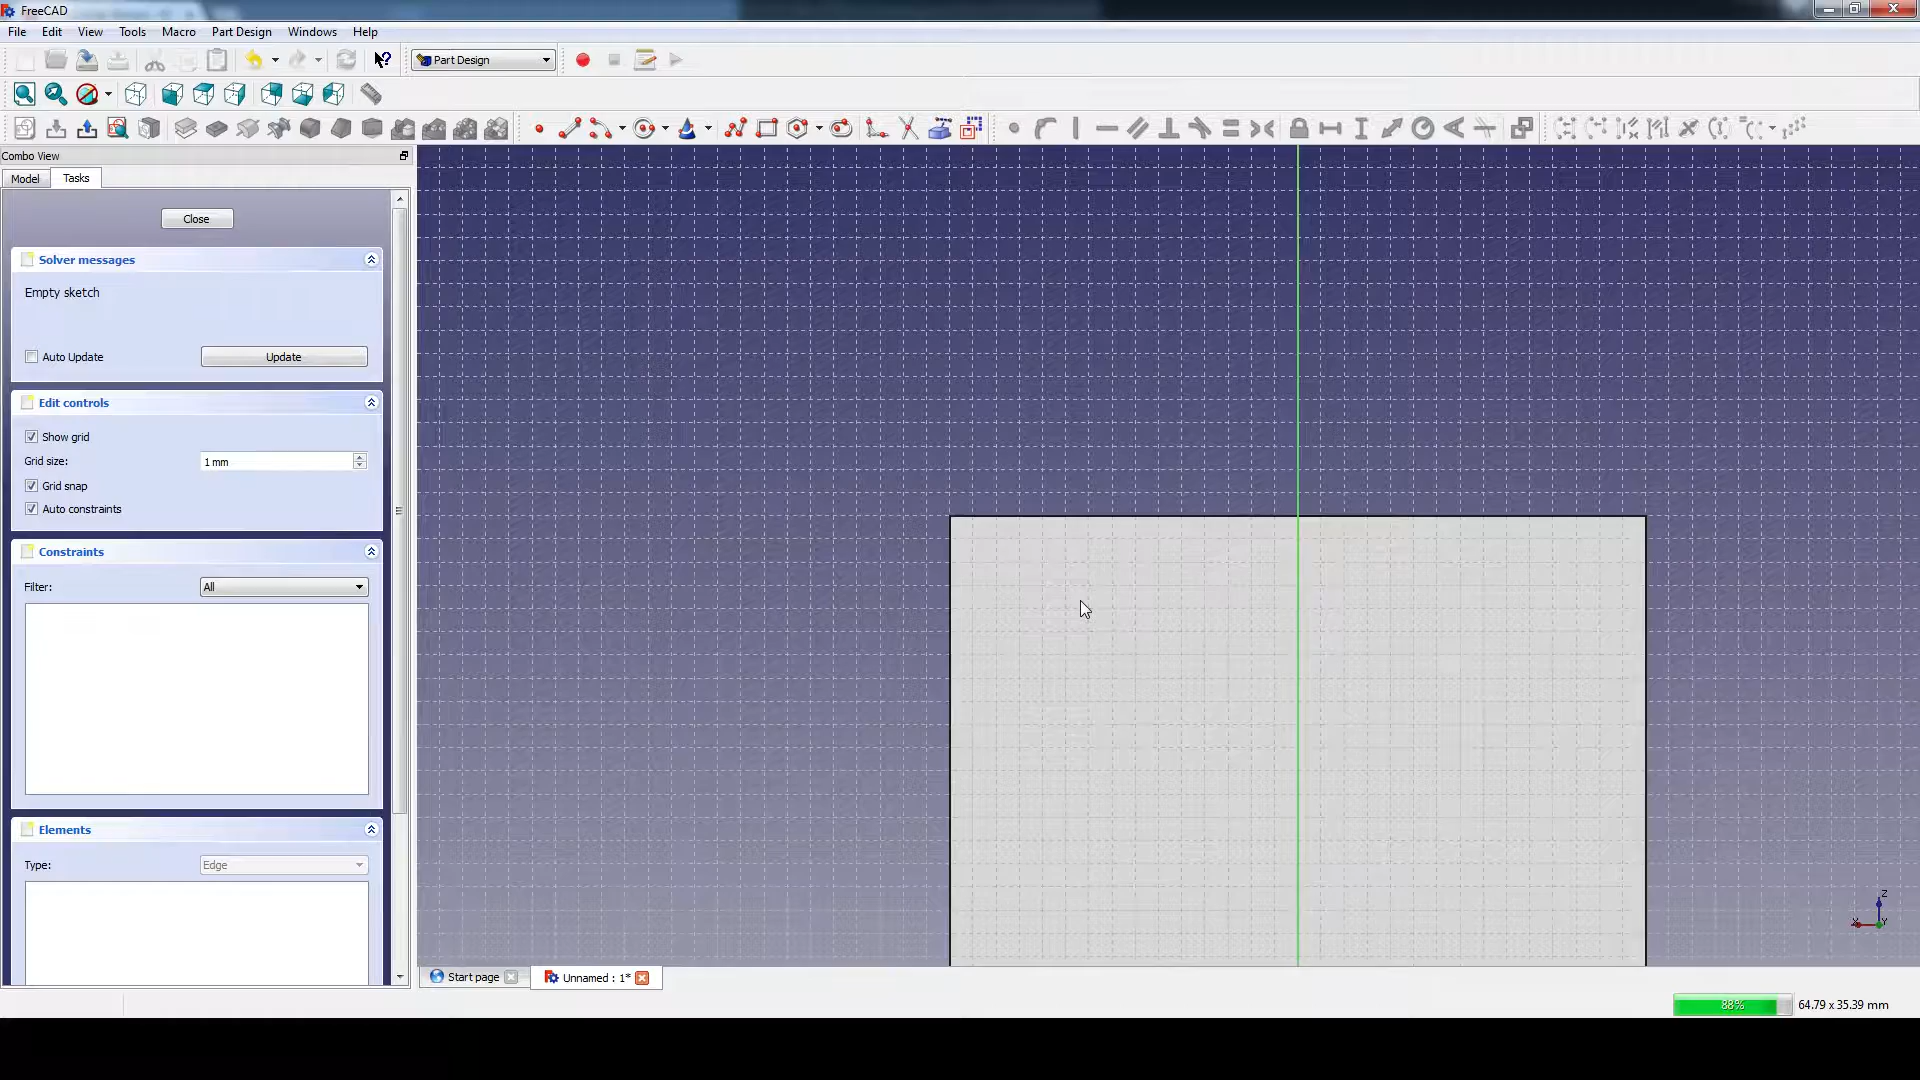 FreeCAD
File Edit View Tools Macro Part Design Windows Help
Part Design
Combo View
Model Tasks
Close
Solver messages
Empty sketch
Auto Update Update
Edit controls
Show grid
Grid size: 1 mm
Grid snap
Auto constraints
Constraints
Filter: All
Elements
Type: Edge
Z
X Y
Start page Unnamed : 1*
88% 64.79 x 35.39 mm